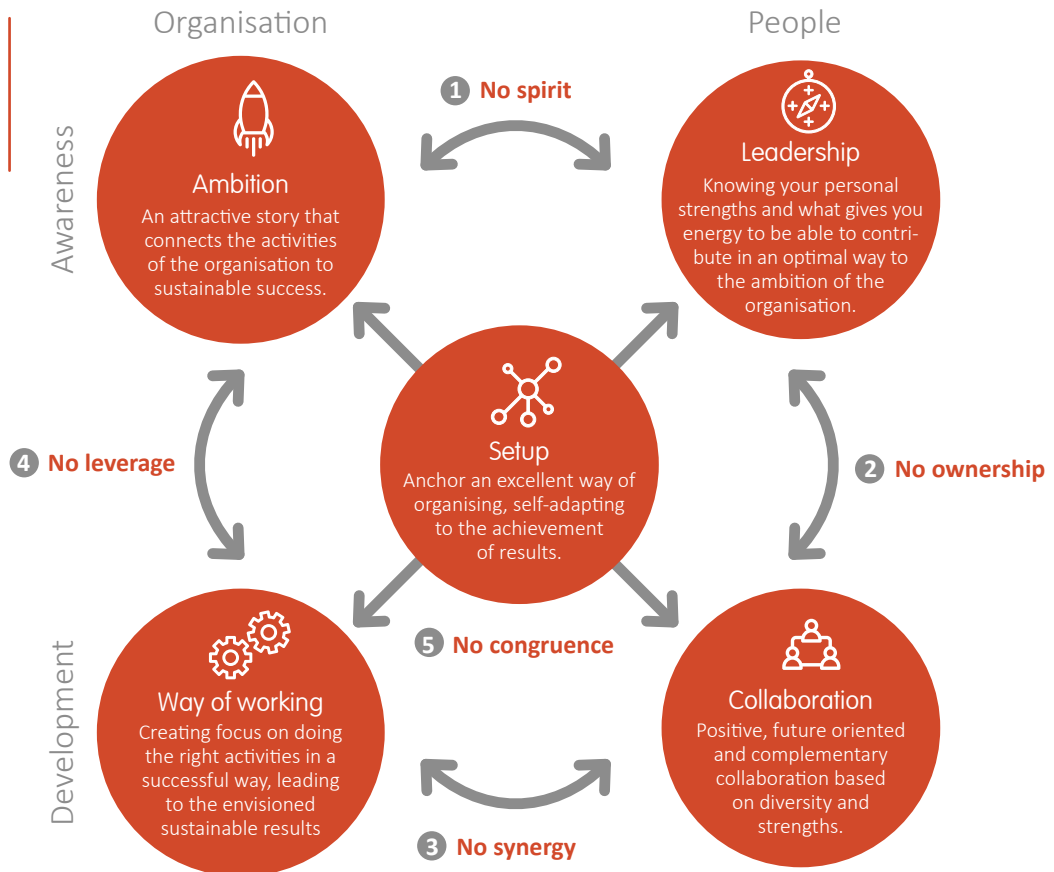 Organisation
People
Awareness
1 No spirit
Ambition
An attractive story that
connects the activities
of the organisation to
sustainable success.
Leadership
Knowing your personal
strengths and what gives you
energy to be able to contri-
bute in an optimal way to
the ambition of the
organisation.
4 No leverage
Setup
Anchor an excellent way of
organising, self-adapting
to the achievement
of results.
2 No ownership
Development
5 No congruence
Way of working
Creating focus on doing
the right activities in a
successful way, leading
to the envisioned
sustainable results
Collaboration
Positive, future oriented
and complementary
collaboration based
on diversity and
strengths.
3 No synergy